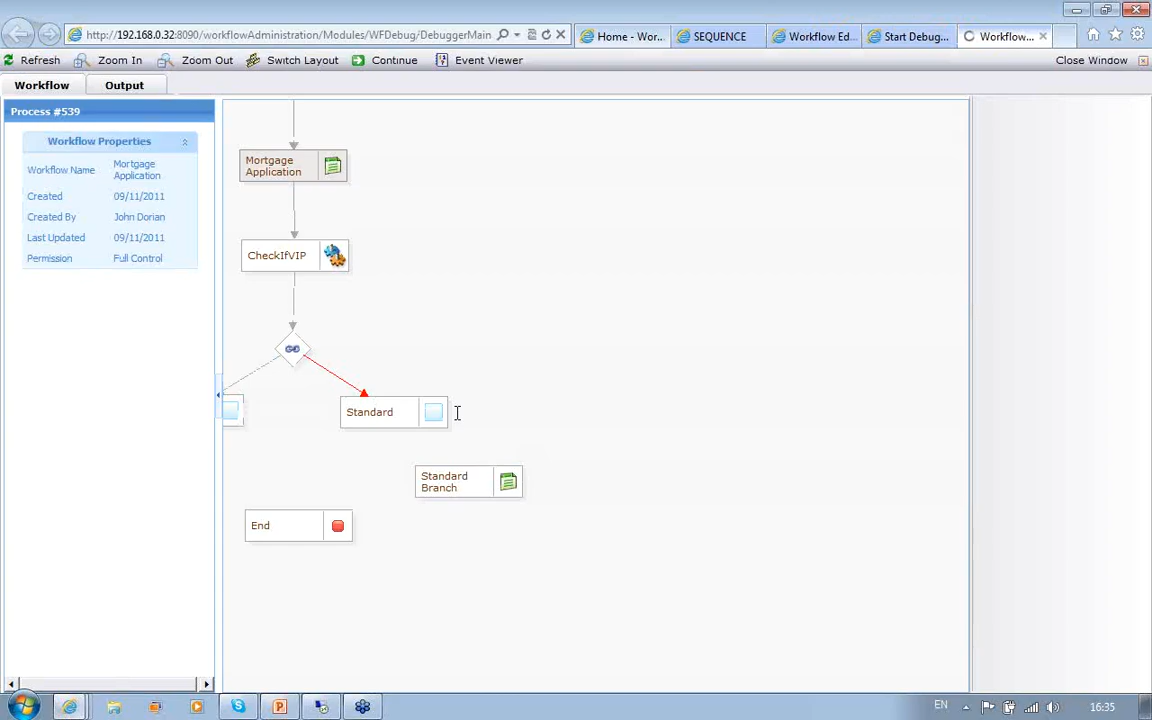 http://192.168.0.32:8090/workflowAdministration/Modules/WFDebug/DebuggerMain
Home - Wor...
SEQUENCE
Workflow Ed...
Start Debug...
Workflow...
Refresh
Zoom In
Zoom Out
Switch Layout
Continue
Event Viewer
Close Window
Workflow
Output
Process #539
Workflow Properties
Workflow Name
Mortgage
Application
Created
09/11/2011
Created By
John Dorian
Last Updated
09/11/2011
Permission
Full Control
Mortgage
Application
CheckIfVIP
Standard
Standard
Branch
End
EN
16:35